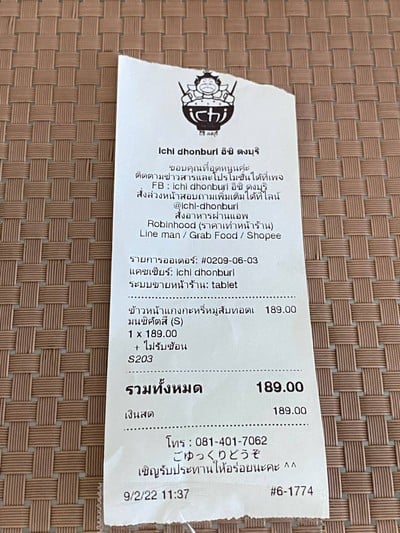 ichi
อิชิ ดงบุริ
Ichi dhonburi อิชิ ดงบุริ
ขอบคุณที่อุดหนุนค่ะ
ติดตามข่าวสารและโปรโมชั่นได้ที่เพจ
FB : ichi dhonburi อิชิ ดงบุริ
สั่งล่วงหน้าสอบถามเพิ่มเติมได้ที่ไลน์
@ichi-dhonburi
สั่งอาหารผ่านแอพ
Robinhood (ราคาเท่าหน้าร้าน)
Line man / Grab Food / Shopee
รายการออเดอร์: #0209-06-03
แคชเชียร์: ichi dhonburi
ระบบขายหน้าร้าน: tablet
ข้าวหน้าแกงกะหรี่หมูสับทอดเ 189.00
มนชิคัตสึ (S)
1 x 189.00
+ ไม่รับช้อน
S203
รวมทั้งหมด 189.00
เงินสด 189.00
โทร : 081-401-7062
ごゆっくりどうぞ
เชิญรับประทานให้อร่อยนะคะ ^^
9/2/22 11:37 #6-1774